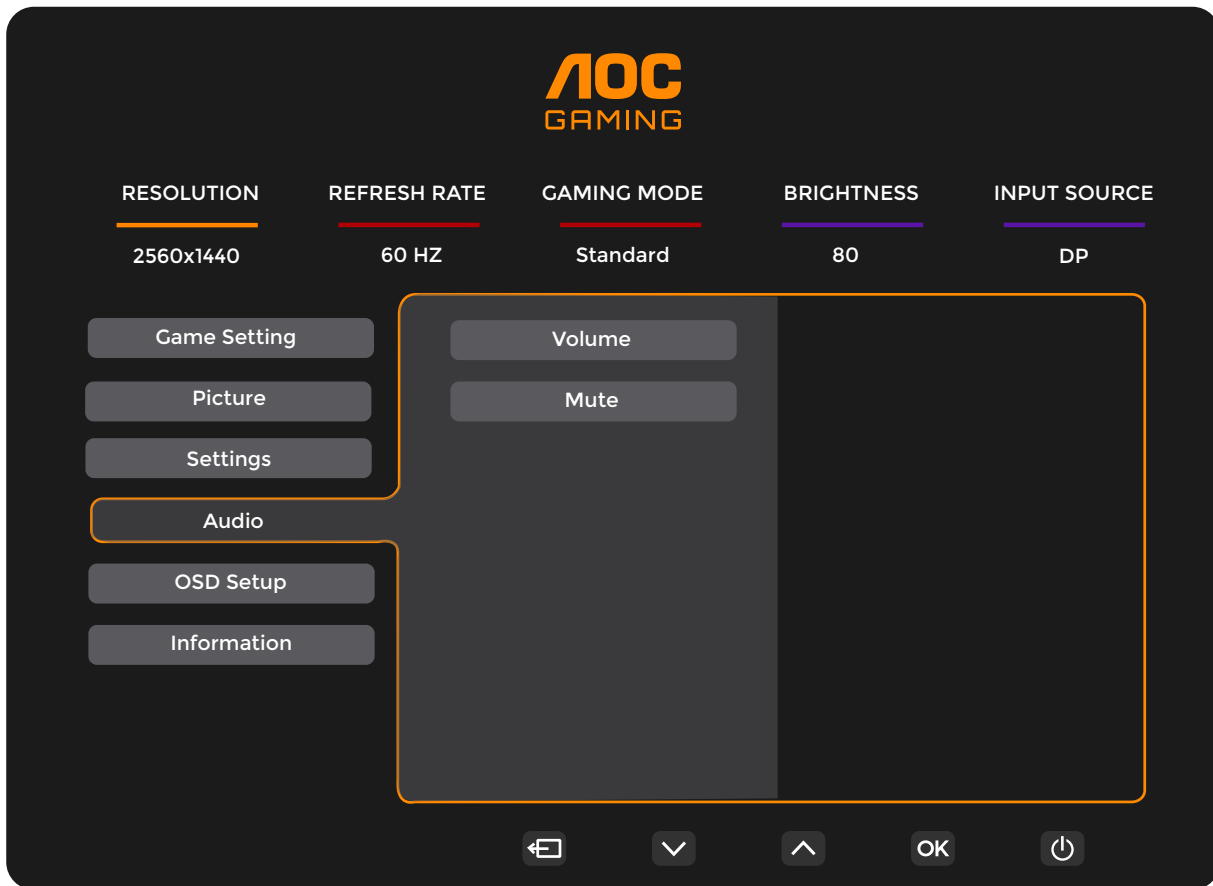 AOC
GAMING
RESOLUTION REFRESH RATE GAMING MODE BRIGHTNESS INPUT SOURCE
2560x1440 60 HZ Standard 80 DP
Game Setting
Picture
Settings
Audio
OSD Setup
Information
Volume
Mute
OK